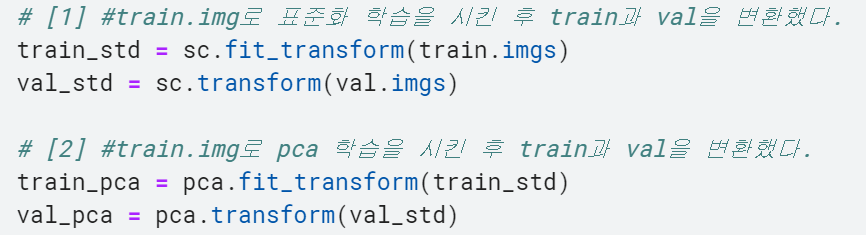 # [1] #train.img로 표준화 학습을 시킨 후 train과 val을 변환했다.
train_std = sc.fit_transform(train.imgs)
val_std = sc.transform(val.imgs)
# [2] #train.img로 pca 학습을 시킨 후 train과 val을 변환했다.
train_pca = pca.fit_transform(train_std)
val_pca = pca.transform(val_std)